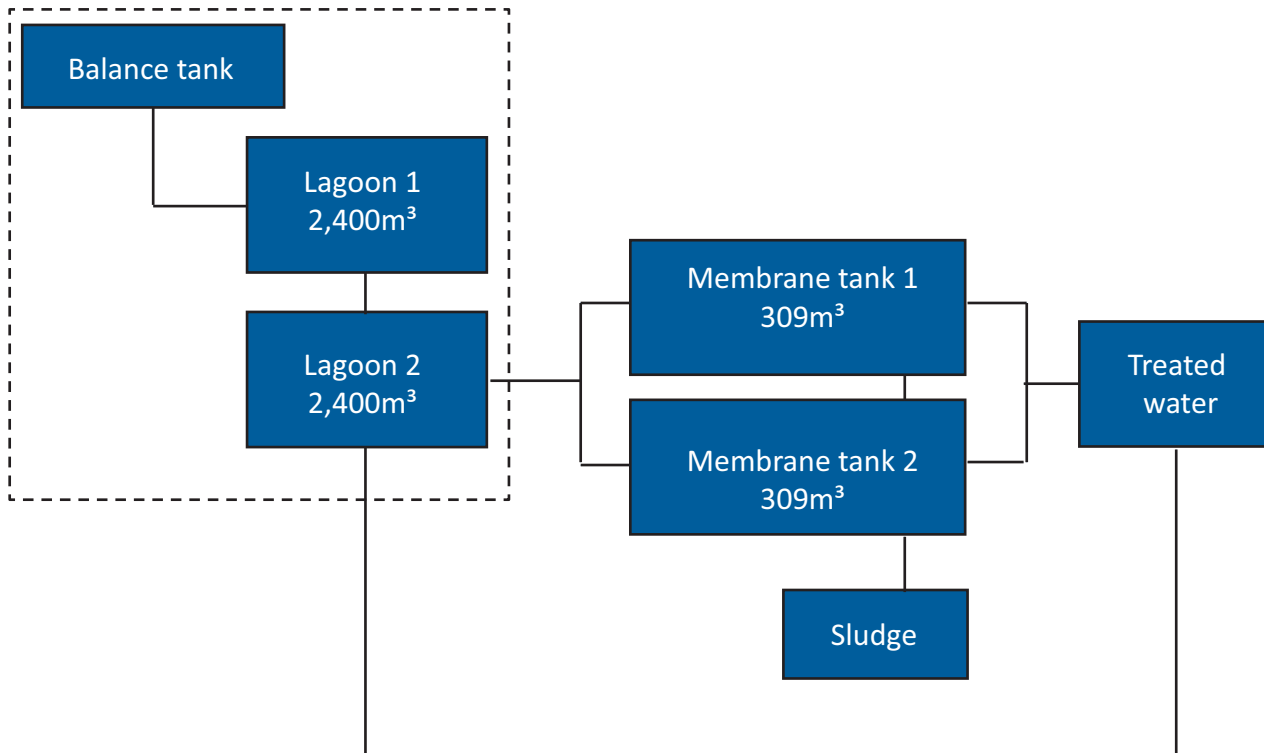 Balance tank
Lagoon 1
2,400m³
Lagoon 2
2,400m³
Membrane tank 1
309m³
Membrane tank 2
309m³
Treated
water
Sludge